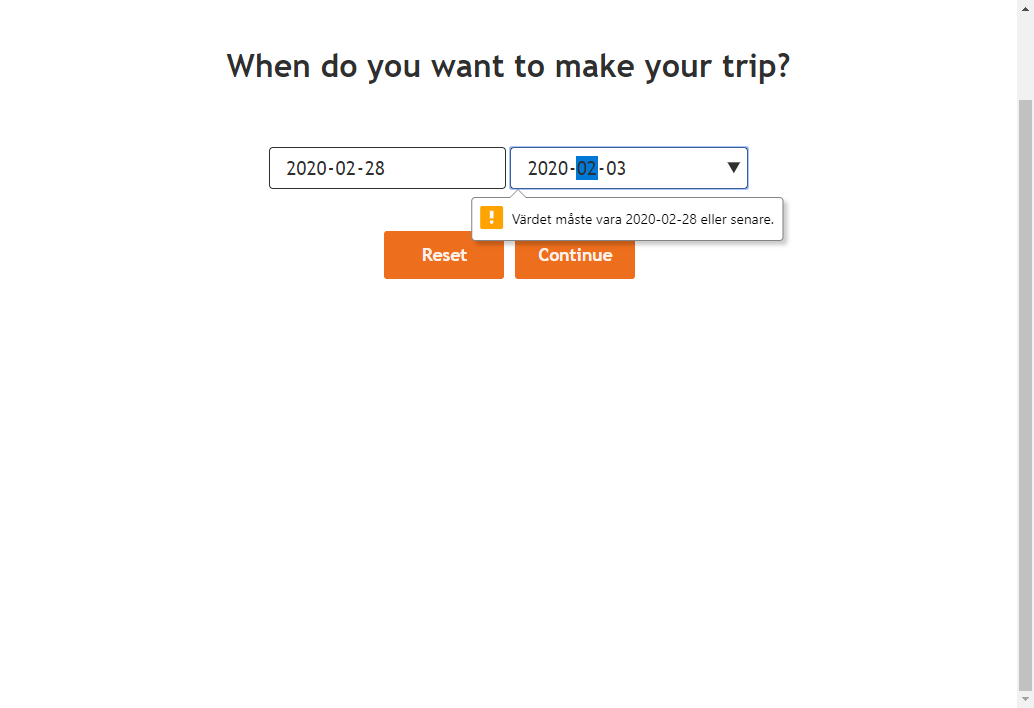 When do you want to make your trip?
2020-02-28 2020-02-03
Värdet måste vara 2020-02-28 eller senare.
Reset Continue